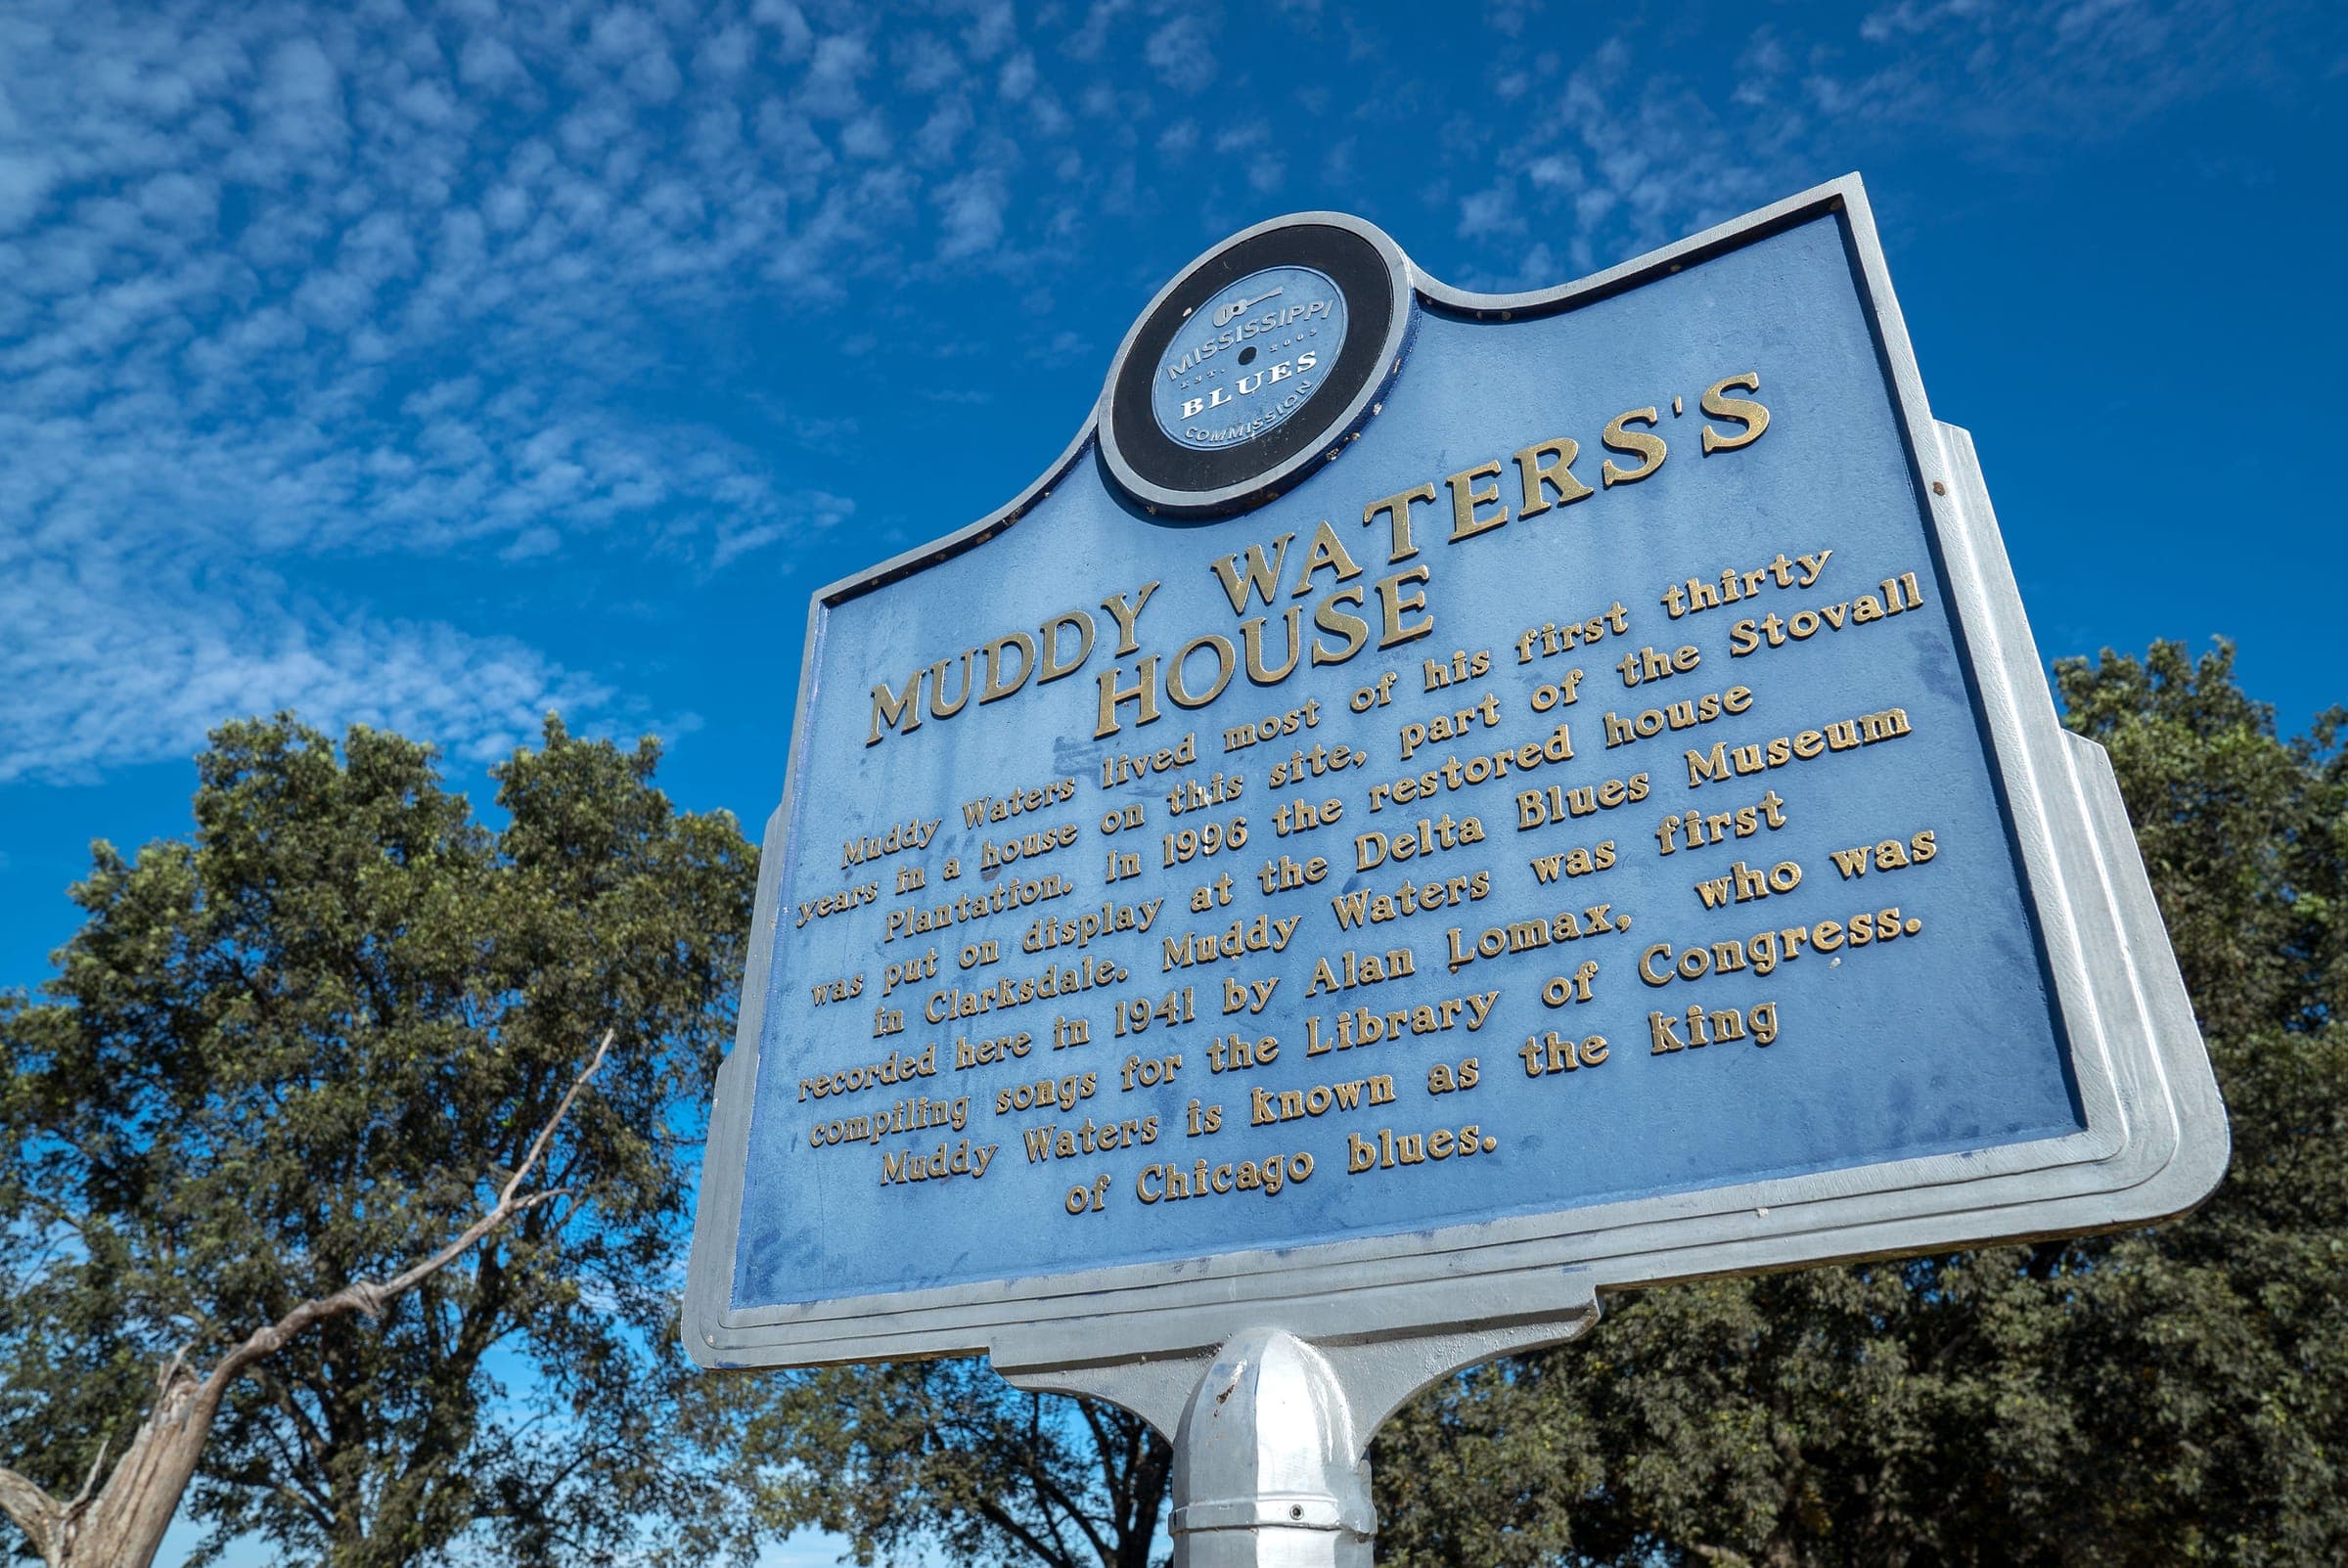 MISSISSIPPI
EST. 2003
BLUES
COMMISSION
MUDDY WATERS'S
HOUSE
Muddy Waters lived most of his first thirty
years in a house on this site, part of the Stovall
Plantation. In 1996 the restored house
was put on display at the Delta Blues Museum
in Clarksdale. Muddy Waters was first
recorded here in 1941 by Alan Lomax, who was
compiling songs for the Library of Congress.
Muddy Waters is known as the king
of Chicago blues.